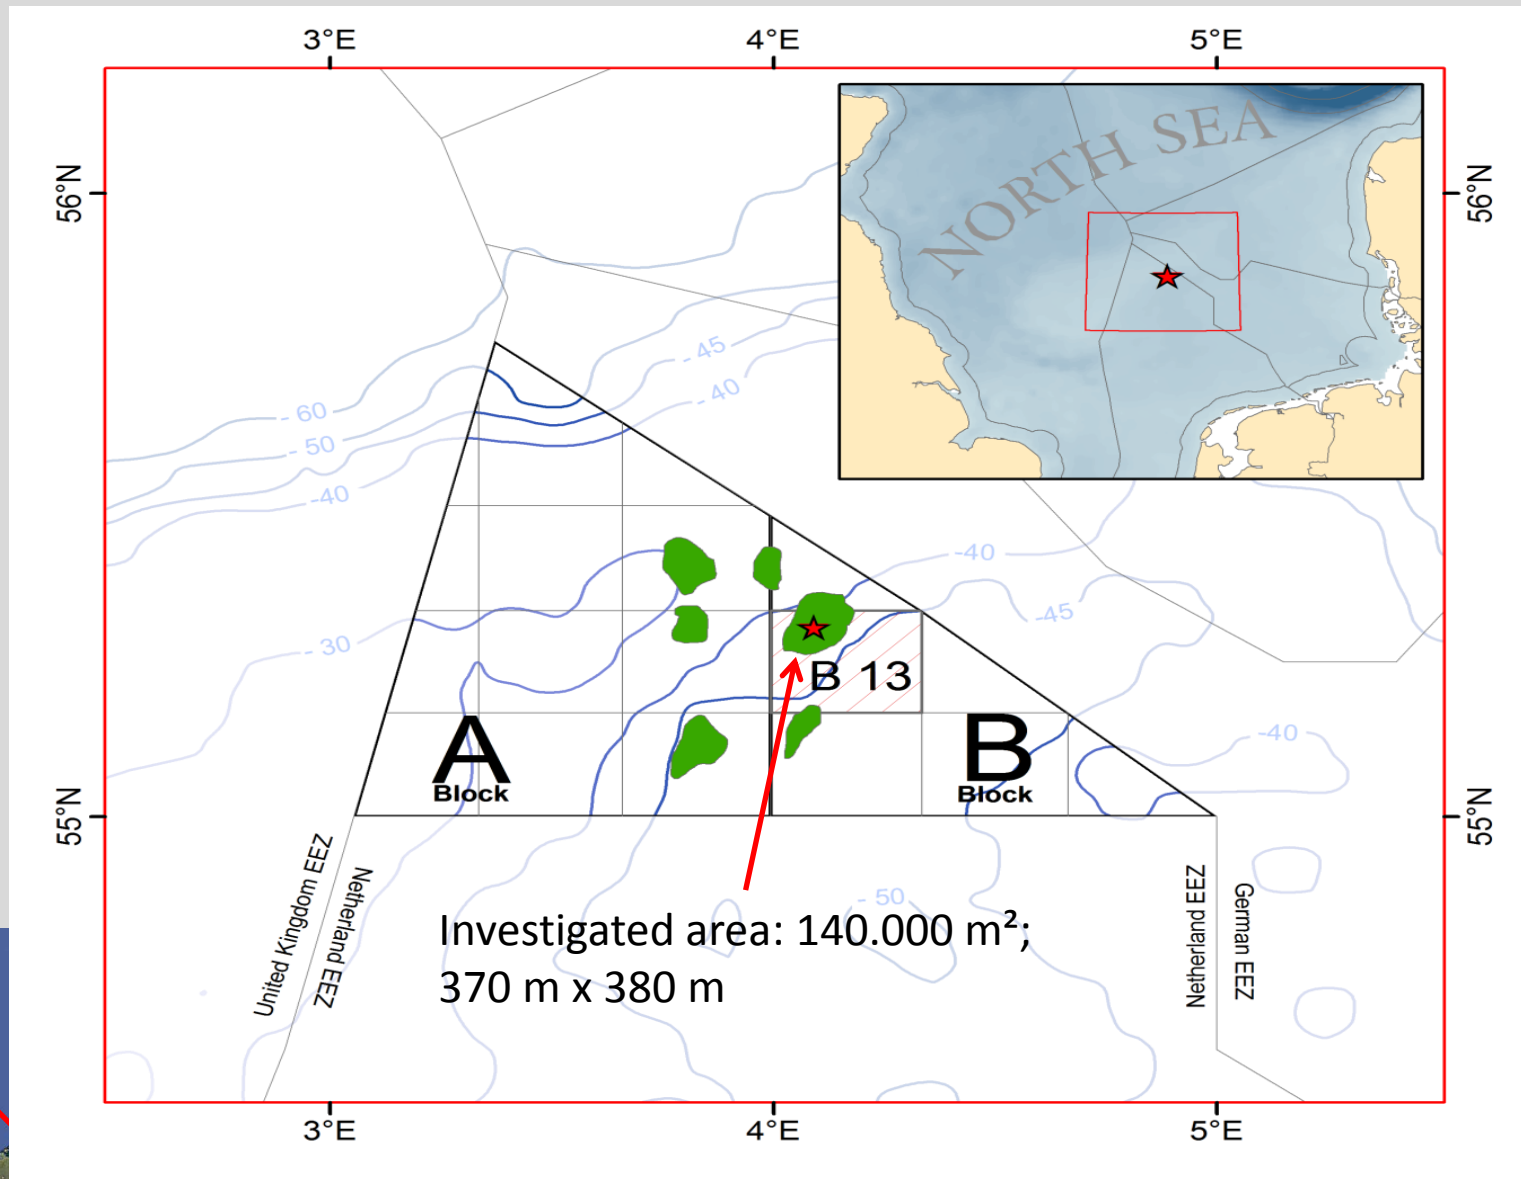 3°E
4°E
5°E
56°N
56°N
NORTH SEA
- 45
- 40
- 60
- 50
-40
-40
-45
- 30
B 13
A
Block
B
Block
-40
55°N
55°N
United Kingdom EEZ
Netherland EEZ
Netherland EEZ
German EEZ
- 50
Investigated area: 140.000 m²;
370 m x 380 m
3°E
4°E
5°E